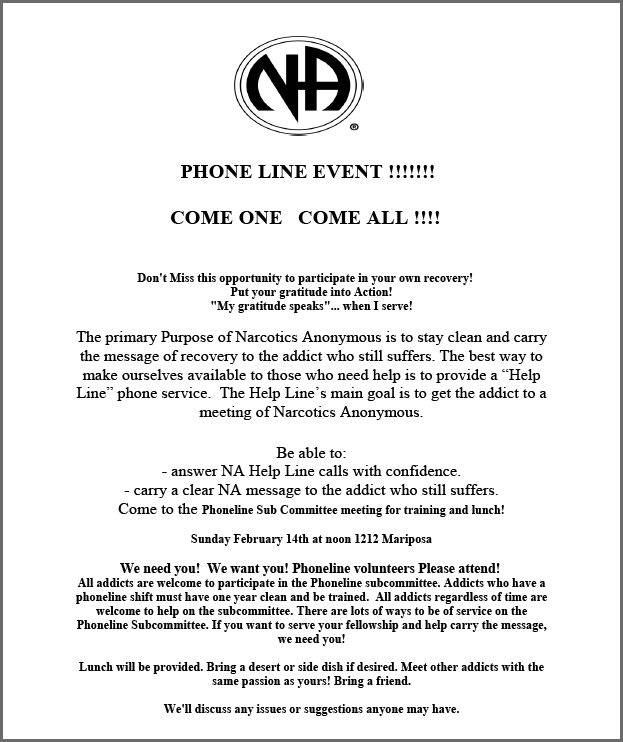 NA
®
PHONE LINE EVENT !!!!!!!
COME ONE COME ALL !!!!
Don't Miss this opportunity to participate in your own recovery!
Put your gratitude into Action!
"My gratitude speaks"... when I serve!
The primary Purpose of Narcotics Anonymous is to stay clean and carry
the message of recovery to the addict who still suffers. The best way to
make ourselves available to those who need help is to provide a “Help
Line” phone service. The Help Line’s main goal is to get the addict to a
meeting of Narcotics Anonymous.
Be able to:
- answer NA Help Line calls with confidence.
- carry a clear NA message to the addict who still suffers.
Come to the Phoneline Sub Committee meeting for training and lunch!
Sunday February 14th at noon 1212 Mariposa
We need you! We want you! Phoneline volunteers Please attend!
All addicts are welcome to participate in the Phoneline subcommittee. Addicts who have a
phoneline shift must have one year clean and be trained. All addicts regardless of time are
welcome to help on the subcommittee. There are lots of ways to be of service on the
Phoneline Subcommittee. If you want to serve your fellowship and help carry the message,
we need you!
Lunch will be provided. Bring a desert or side dish if desired. Meet other addicts with the
same passion as yours! Bring a friend.
We'll discuss any issues or suggestions anyone may have.